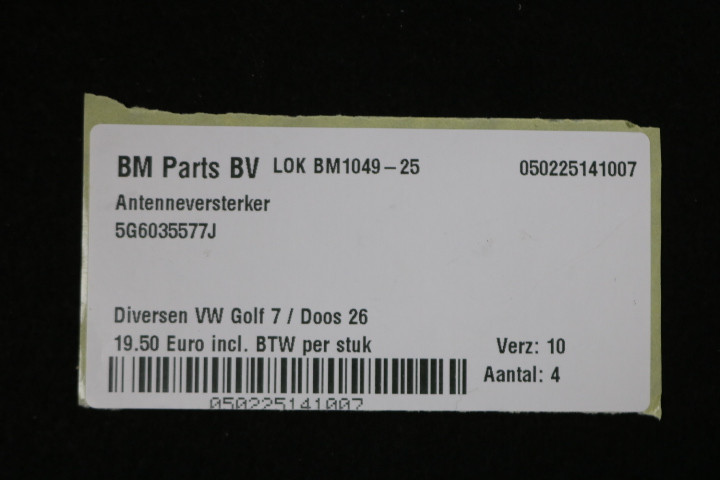 BM Parts BV LOK BM1049-25 050225141007
Antenneversterker
5G6035577J
Diversen VW Golf 7 / Doos 26
19.50 Euro incl. BTW per stuk Verz: 10
Aantal: 4
050225141007